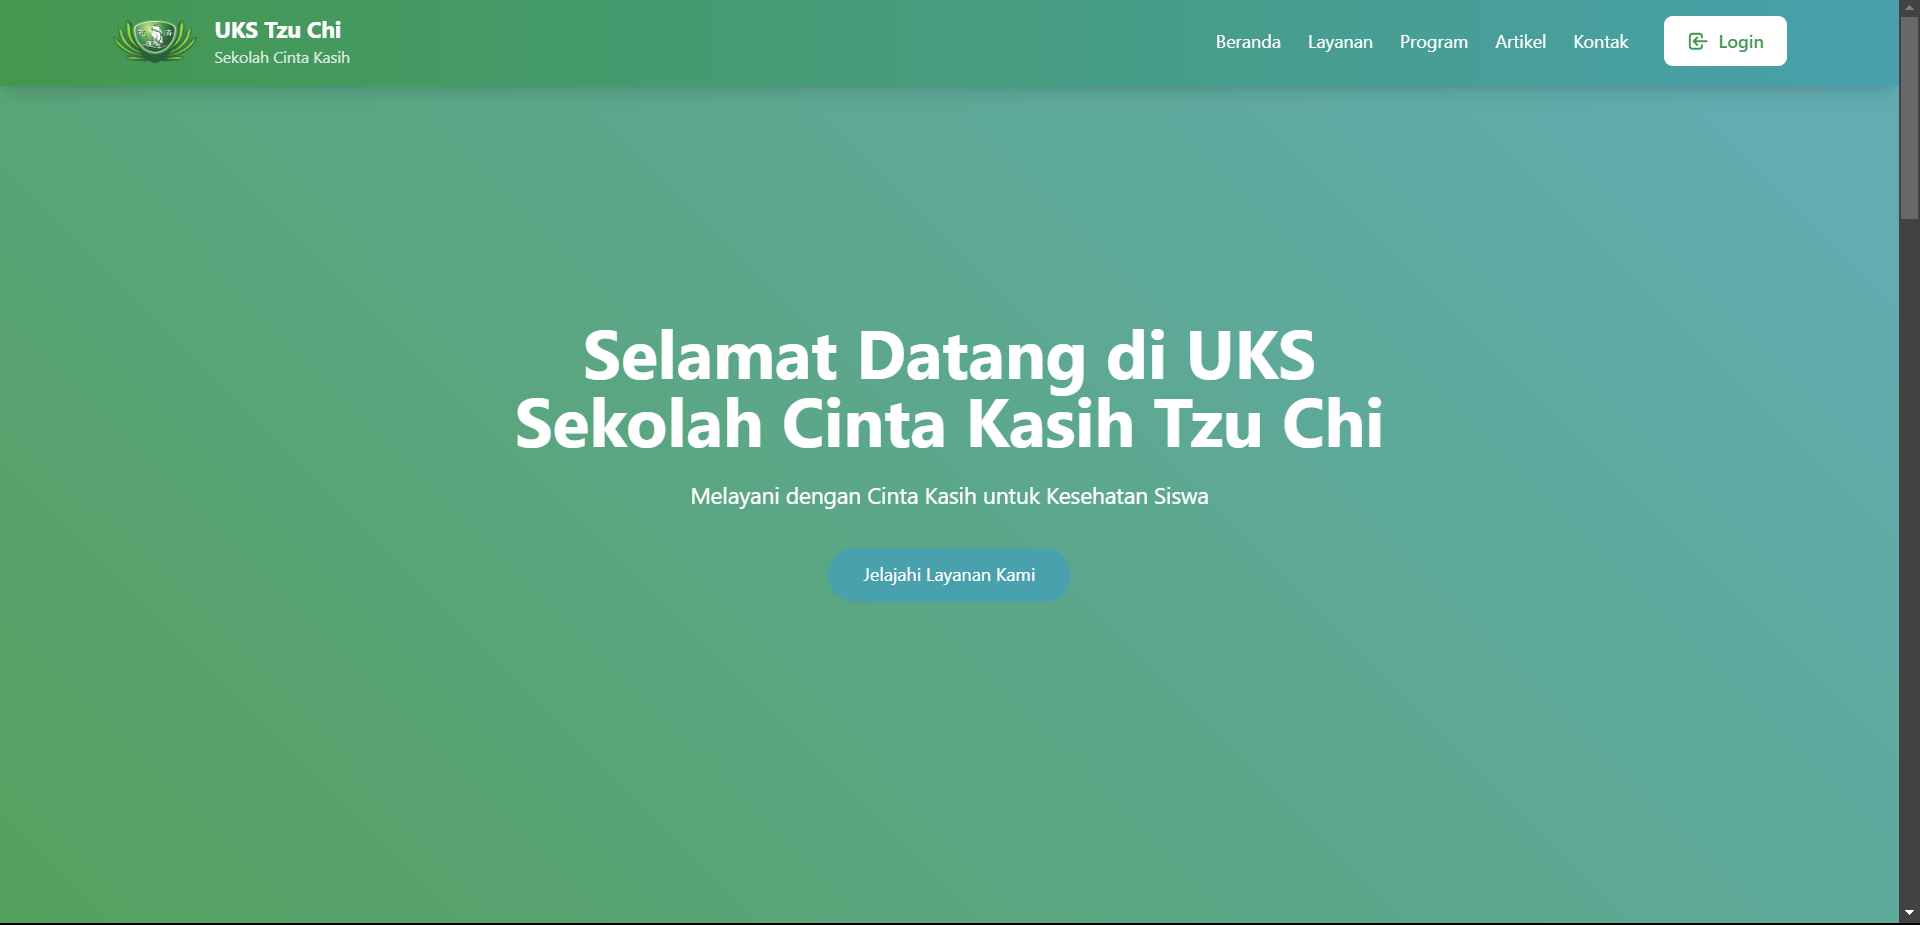 UKS Tzu Chi
Sekolah Cinta Kasih
Beranda
Layanan
Program
Artikel
Kontak
Login
Selamat Datang di UKS
Sekolah Cinta Kasih Tzu Chi
Melayani dengan Cinta Kasih untuk Kesehatan Siswa
Jelajahi Layanan Kami